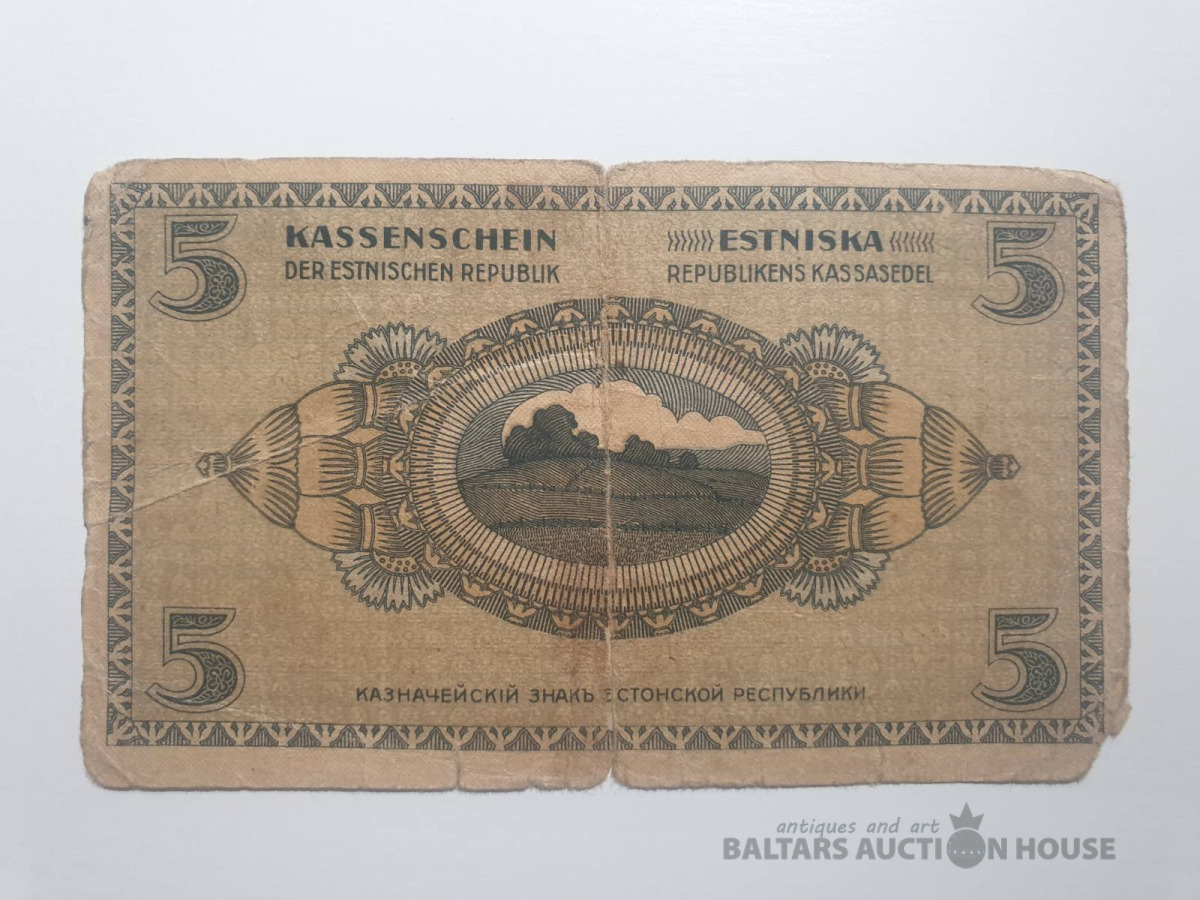 5
KASSENSCHEIN
DER ESTNISCHEN REPUBLIK
ESTNISKA
REPUBLIKENS KASSASEDEL
5
5
КАЗНАЧЕЙСКІЙ ЗНАКЪ ЭСТОНСКОЙ РЕСПУБЛИКИ
5
antiques and art
BALTARS AUCTION HOUSE